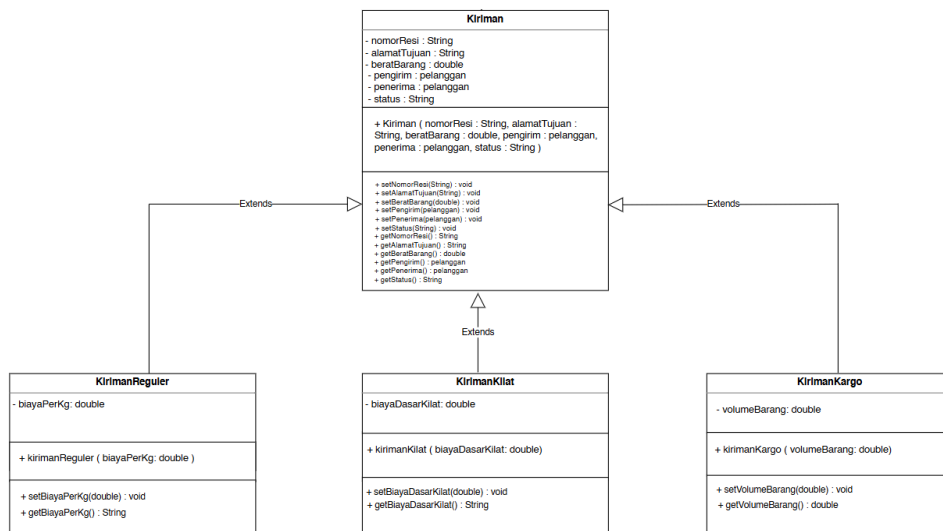 Kiriman
- nomorResi : String
- alamatTujuan : String
- beratBarang : double
- pengirim : pelanggan
- penerima : pelanggan
- status : String
+ Kiriman ( nomorResi : String, alamatTujuan :
String, beratBarang : double, pengirim : pelanggan,
penerima : pelanggan, status : String )
+ setNomorResi(String) : void
+ setAlamatTujuan(String) : void
+ setBeratBarang(double) : void
+ setPengirim(pelanggan) : void
+ setPenerima(pelanggan) : void
+ setStatus(String) : void
+ getNomorResi() : String
+ getAlamatTujuan() : String
+ getBeratBarang() : double
+ getPengirim() : pelanggan
+ getPenerima() : pelanggan
+ getStatus() : String
Extends
Extends
Extends
KirimanReguler
- biayaPerKg: double
+ kirimanReguler ( biayaPerKg: double )
+ setBiayaPerKg(double) : void
+ getBiayaPerKg() : String
KirimanKilat
- biayaDasarKilat: double
+ kirimanKilat ( biayaDasarKilat: double)
+ setBiayaDasarKilat(double) : void
+ getBiayaDasarKilat() : String
KirimanKargo
- volumeBarang: double
+ kirimanKargo ( volumeBarang: double)
+ setVolumeBarang(double) : void
+ getVolumeBarang() : double